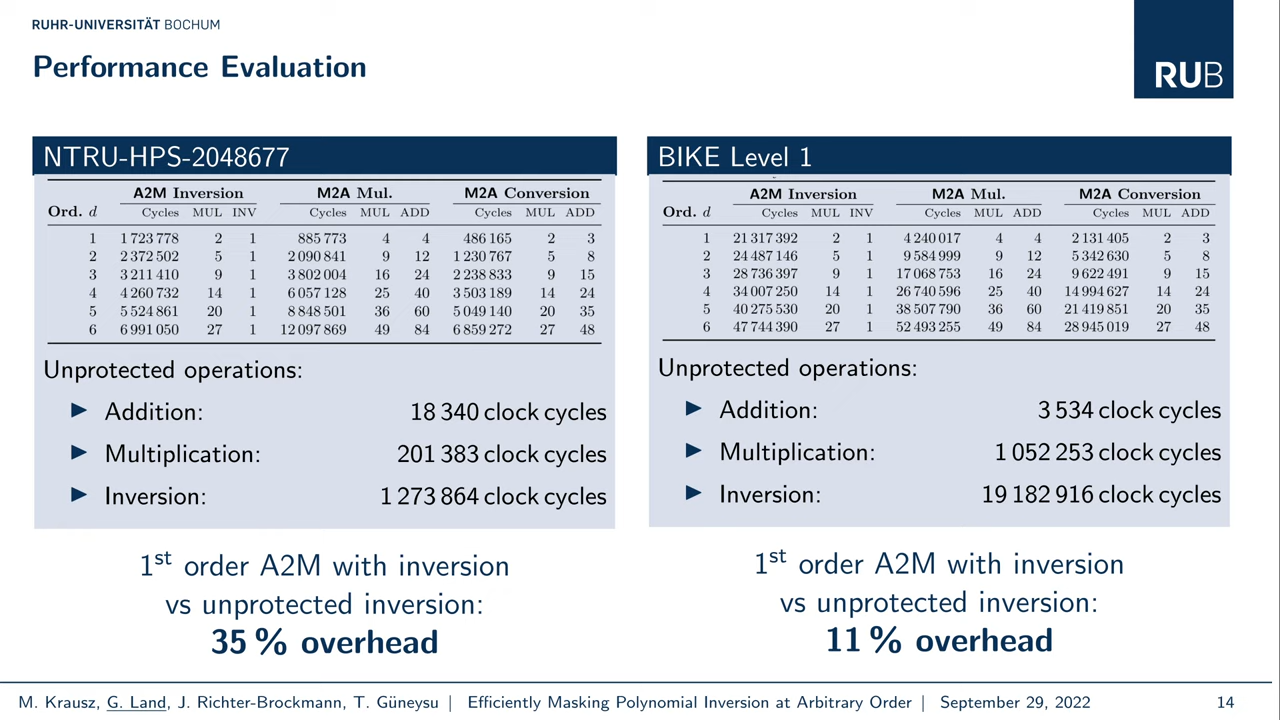 RUHR-UNIVERSITÄT BOCHUM
RUB
Performance Evaluation
NTRU-HPS-2048677
A2M Inversion M2A Mul. M2A Conversion
Ord. d Cycles MUL INV Cycles MUL ADD Cycles MUL ADD
1 1 723 778 2 1 885 773 4 4 486 165 2 3
2 2 372 502 5 1 2 090 841 9 12 1 230 767 5 8
3 3 211 410 9 1 3 802 004 16 24 2 238 833 9 15
4 4 260 732 14 1 6 057 128 25 40 3 503 189 14 24
5 5 524 861 20 1 8 848 501 36 60 5 049 140 20 35
6 6 991 050 27 1 12 097 869 49 84 6 859 272 27 48
Unprotected operations:
▶ Addition: 18 340 clock cycles
▶ Multiplication: 201 383 clock cycles
▶ Inversion: 1 273 864 clock cycles
1st order A2M with inversion
vs unprotected inversion:
35 % overhead
BIKE Level 1
A2M Inversion M2A Mul. M2A Conversion
Ord. d Cycles MUL INV Cycles MUL ADD Cycles MUL ADD
1 21 317 392 2 1 4 240 017 4 4 2 131 405 2 3
2 24 487 146 5 1 9 584 999 9 12 5 342 630 5 8
3 28 736 397 9 1 17 068 753 16 24 9 622 491 9 15
4 34 007 250 14 1 26 740 596 25 40 14 994 627 14 24
5 40 275 530 20 1 38 507 790 36 60 21 419 851 20 35
6 47 744 390 27 1 52 493 255 49 84 28 945 019 27 48
Unprotected operations:
▶ Addition: 3 534 clock cycles
▶ Multiplication: 1 052 253 clock cycles
▶ Inversion: 19 182 916 clock cycles
1st order A2M with inversion
vs unprotected inversion:
11 % overhead
M. Krausz, G. Land, J. Richter-Brockmann, T. Güneysu | Efficiently Masking Polynomial Inversion at Arbitrary Order | September 29, 2022 14